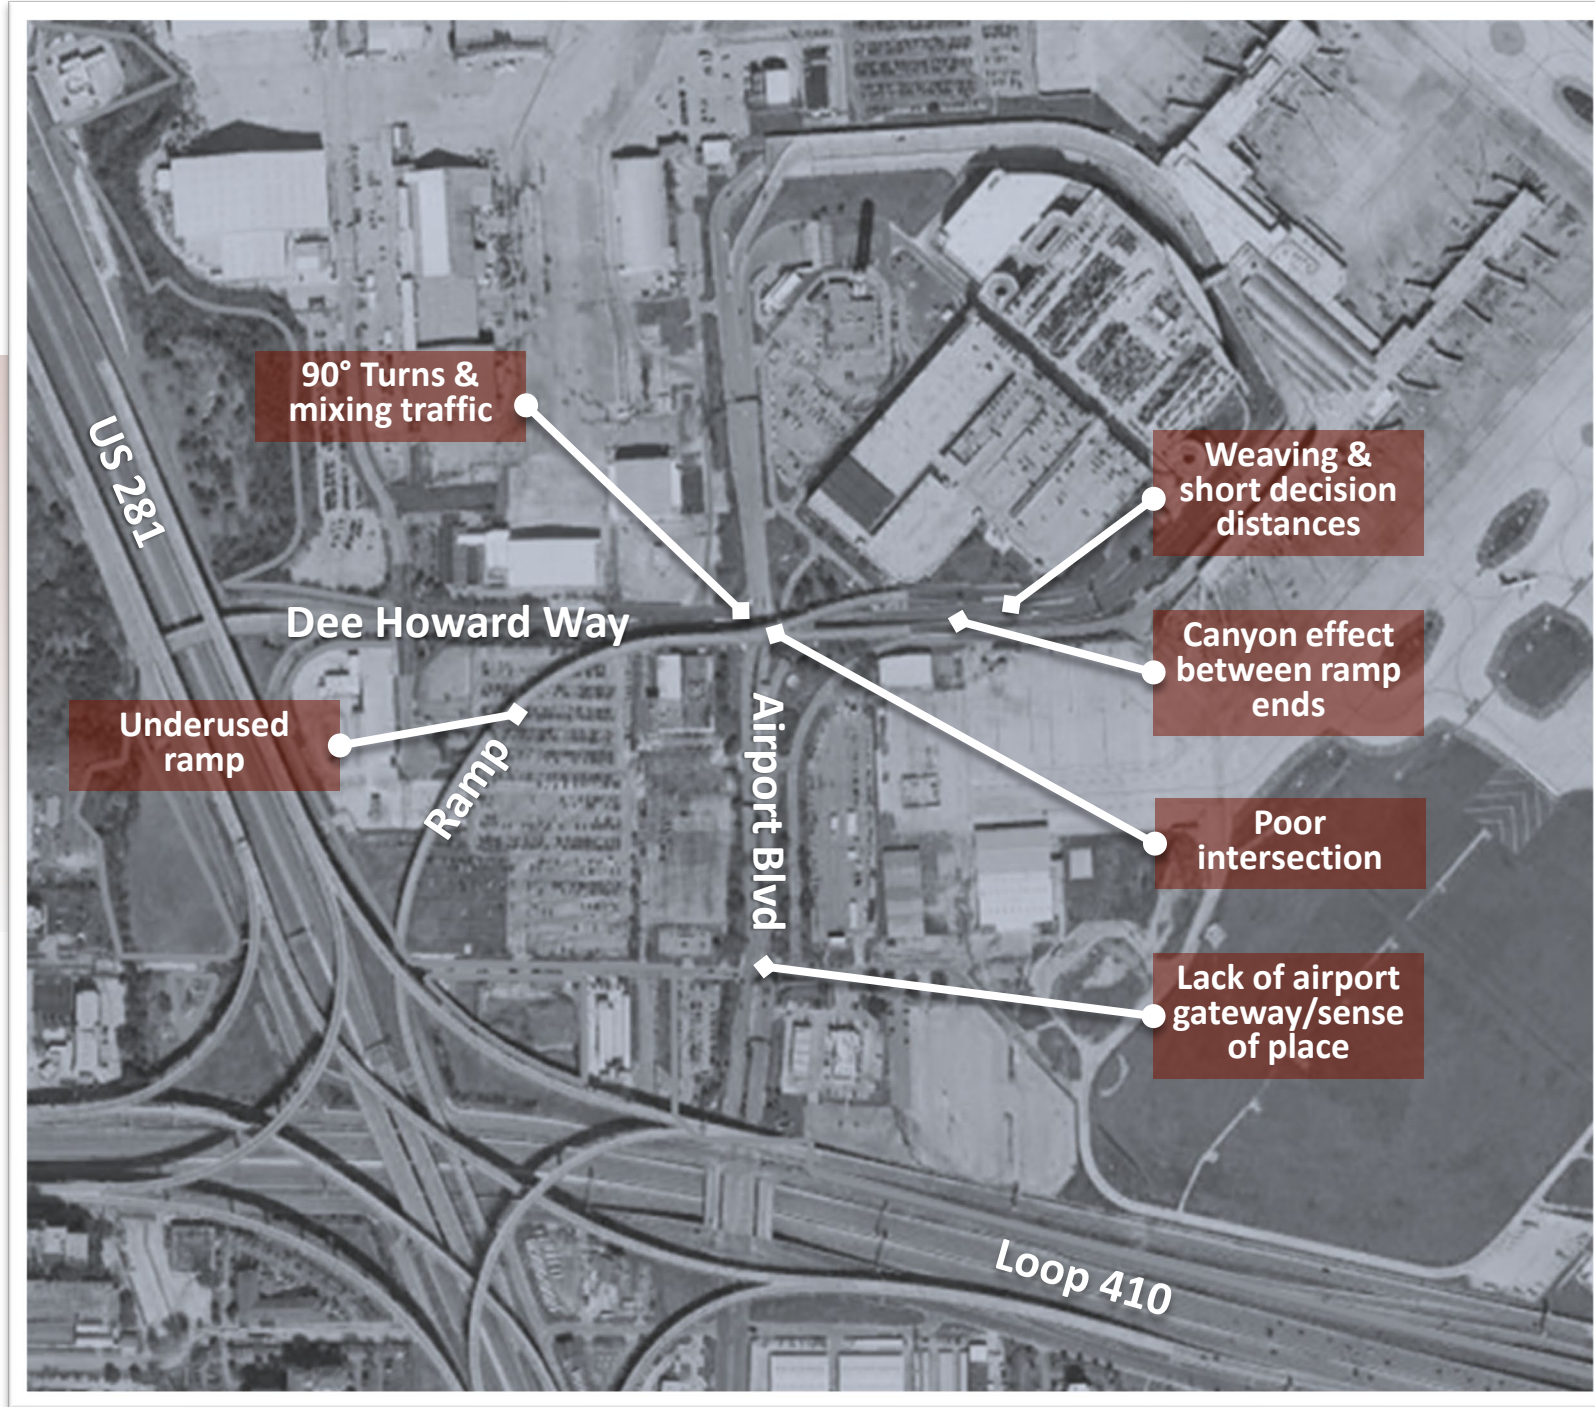 90° Turns &
mixing traffic
US 281
Weaving &
short decision
distances
Dee Howard Way
Canyon effect
between ramp
ends
Underused
ramp
Ramp
Airport Blvd
Poor
intersection
Lack of airport
gateway/sense
of place
Loop 410